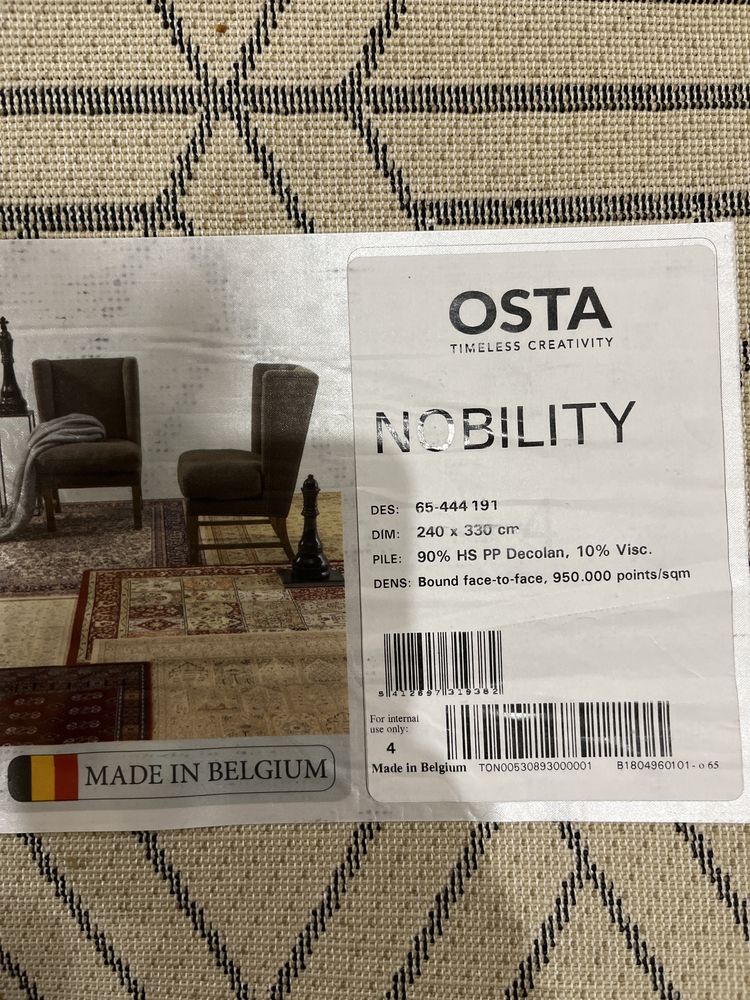 OSTA
TIMELESS CREATIVITY
NOBILITY
DES: 65-444 191
DIM: 240 x 330 cm
PILE: 90% HS PP Decolan, 10% Visc.
DENS: Bound face-to-face, 950.000 points/sqm
5 412697 319382
For internal
use only:
4
Made in Belgium TON00530893000001 B1804960101 - o 65
MADE IN BELGIUM